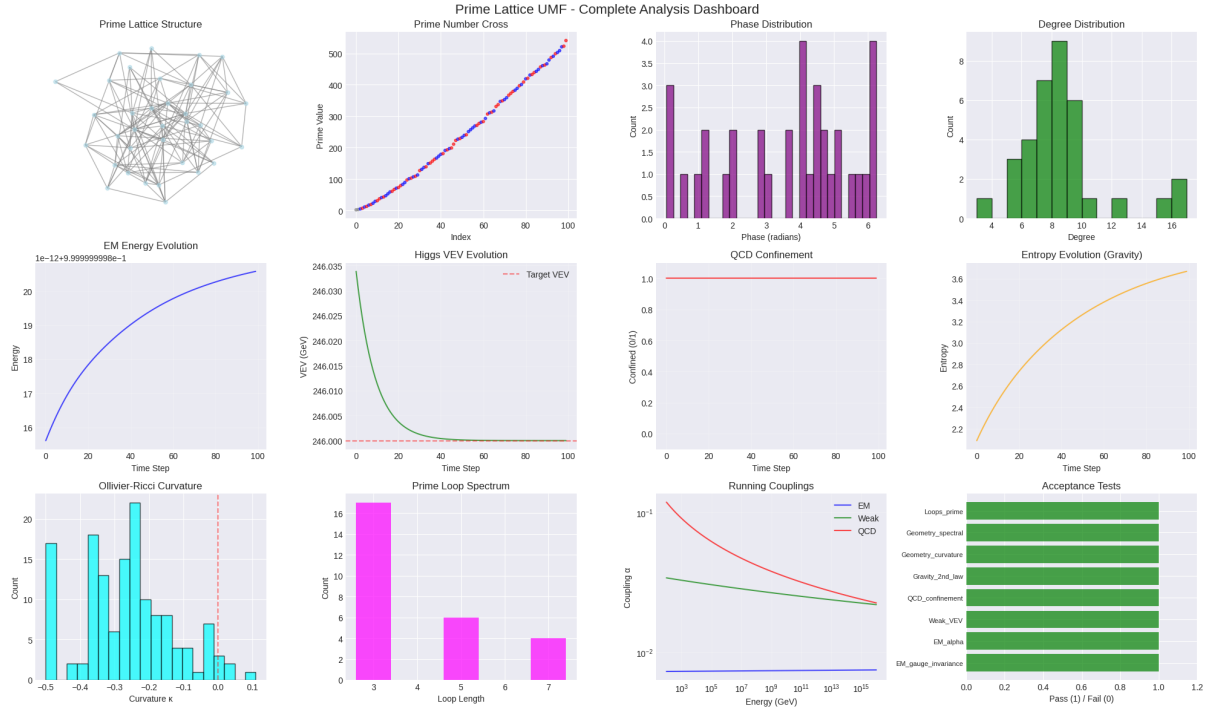 Prime Lattice UMF - Complete Analysis Dashboard
Prime Lattice Structure
Prime Number Cross
Prime Value
500
400
300
200
100
0
0 20 40 60 80 100
Index
Phase Distribution
Count
4.0
3.5
3.0
2.5
2.0
1.5
1.0
0.5
0.0
0 1 2 3 4 5 6
Phase (radians)
Degree Distribution
Count
8
6
4
2
0
4 6 8 10 12 14 16
Degree
EM Energy Evolution
1e−12+9.999999998e−1
Energy
21
20
19
18
17
16
0 20 40 60 80 100
Time Step
Higgs VEV Evolution
VEV (GeV)
246.035
246.030
246.025
246.020
246.015
246.010
246.005
246.000
Target VEV
0 20 40 60 80 100
Time Step
QCD Confinement
Confined (0/1)
1.0
0.8
0.6
0.4
0.2
0.0
0 20 40 60 80 100
Time Step
Entropy Evolution (Gravity)
Entropy
3.6
3.4
3.2
3.0
2.8
2.6
2.4
2.2
0 20 40 60 80 100
Time Step
Ollivier-Ricci Curvature
Count
20
15
10
5
0
−0.5 −0.4 −0.3 −0.2 −0.1 0.0 0.1
Curvature κ
Prime Loop Spectrum
Count
16
14
12
10
8
6
4
2
0
3 4 5 6 7
Loop Length
Running Couplings
Coupling α
10⁻¹
10⁻²
EM
Weak
QCD
10³ 10⁵ 10⁷ 10⁹ 10¹¹ 10¹³ 10¹⁵
Energy (GeV)
Acceptance Tests
Loops_prime
Geometry_spectral
Geometry_curvature
Gravity_2nd_law
QCD_confinement
Weak_VEV
EM_alpha
EM_gauge_invariance
0.0 0.2 0.4 0.6 0.8 1.0 1.2
Pass (1) / Fail (0)